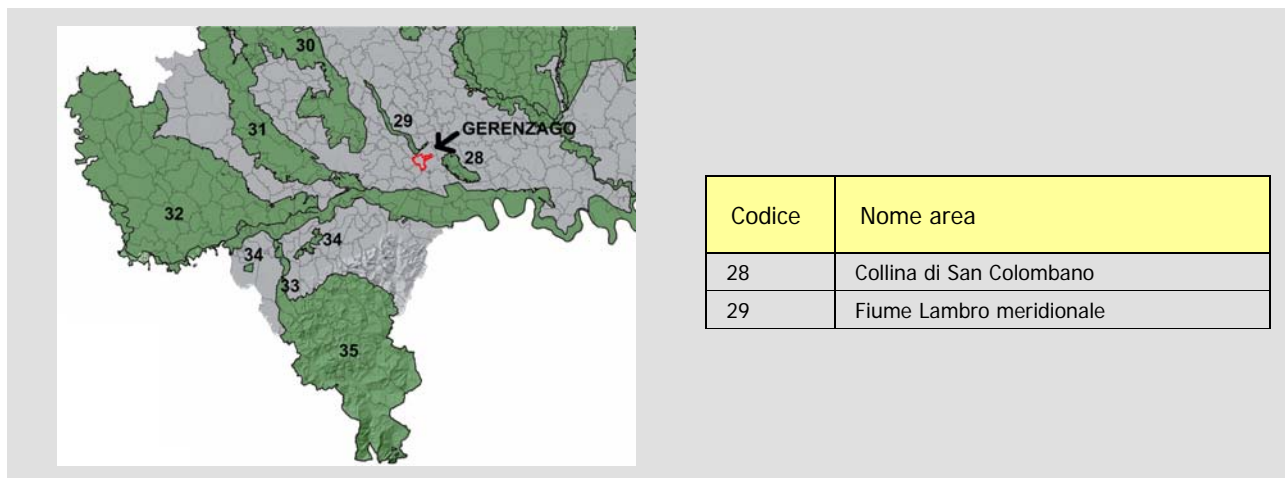 27
30
29
31
GERENZAGO
28
32
34
34
33
35
Codice Nome area
28 Collina di San Colombano
29 Fiume Lambro meridionale